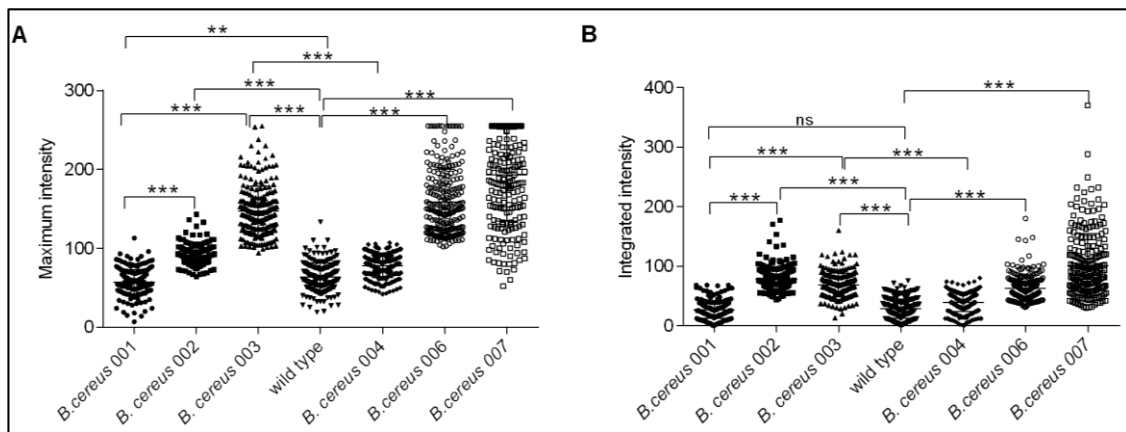 A
Maximum intensity
300
200
100
0
**
***
***
***
***
***
***
***
B.cereus 001
B. cereus 002
B. cereus 003
wild type
B. cereus 004
B. cereus 006
B. cereus 007
B
Integrated intensity
400
300
200
100
0
***
ns
***
***
***
***
***
***
B.cereus 001
B. cereus 002
B. cereus 003
wild type
B. cereus 004
B. cereus 006
B. cereus 007